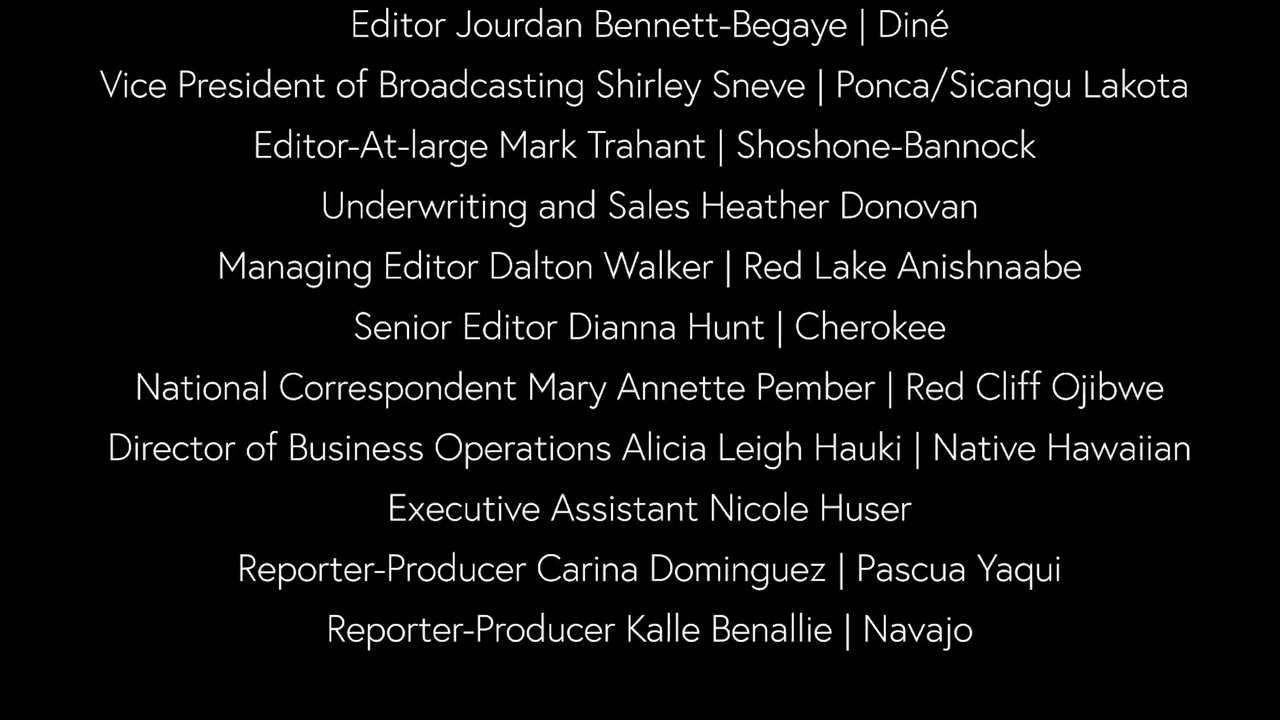 Editor Jourdan Bennett-Begaye | Diné
Vice President of Broadcasting Shirley Sneve | Ponca/Sicangu Lakota
Editor-At-large Mark Trahant | Shoshone-Bannock
Underwriting and Sales Heather Donovan
Managing Editor Dalton Walker | Red Lake Anishnaabe
Senior Editor Dianna Hunt | Cherokee
National Correspondent Mary Annette Pember | Red Cliff Ojibwe
Director of Business Operations Alicia Leigh Hauki | Native Hawaiian
Executive Assistant Nicole Huser
Reporter-Producer Carina Dominguez | Pascua Yaqui
Reporter-Producer Kalle Benallie | Navajo